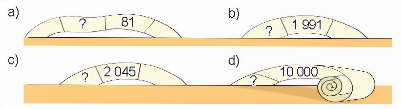 a) ? 81
b) ? 1 991
c) ? 2 045
d) ? 10 000